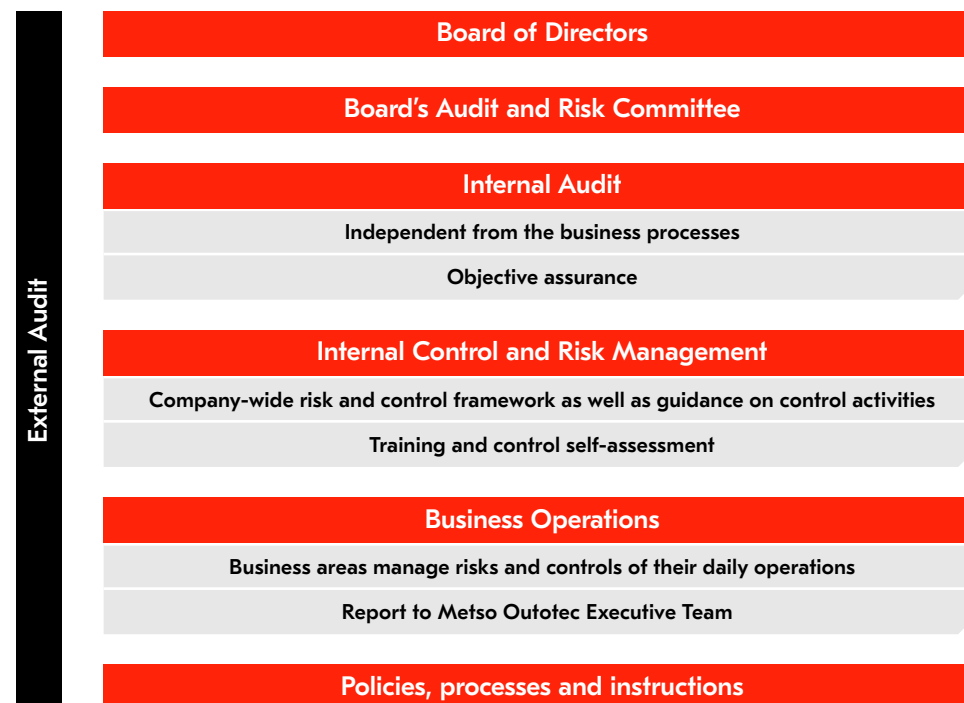 External Audit
Board of Directors
Board's Audit and Risk Committee
Internal Audit
Independent from the business processes
Objective assurance
Internal Control and Risk Management
Company-wide risk and control framework as well as guidance on control activities
Training and control self-assessment
Business Operations
Business areas manage risks and controls of their daily operations
Report to Metso Outotec Executive Team
Policies, processes and instructions